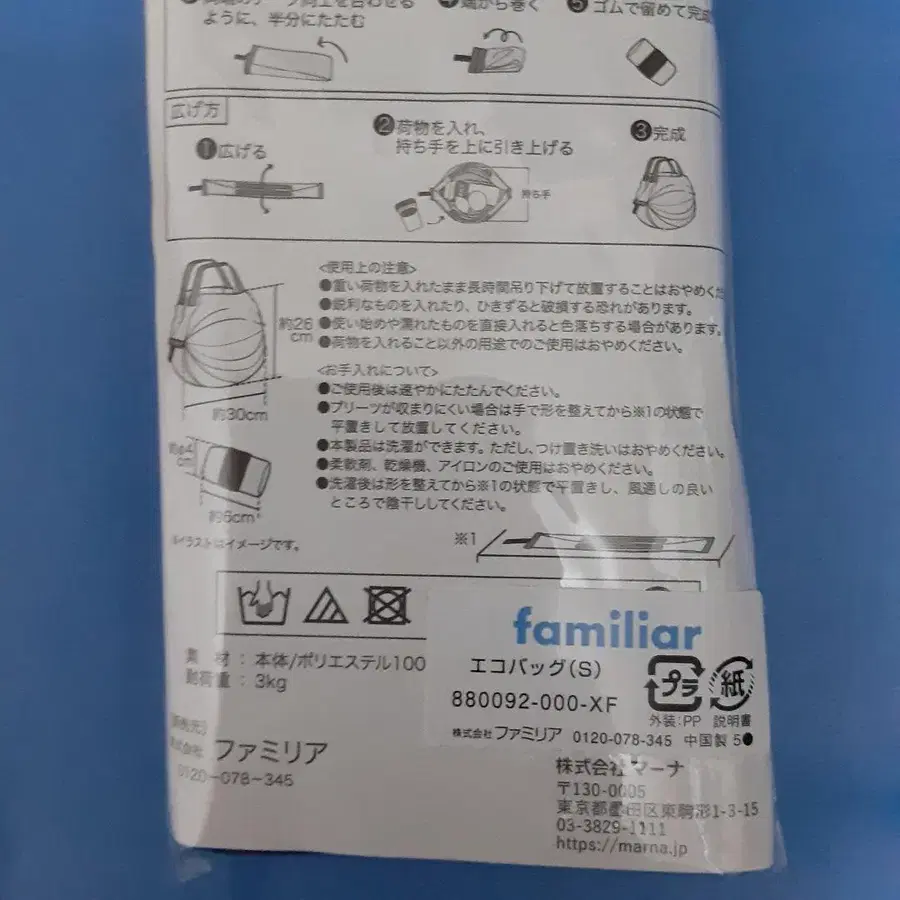 ように、半分にたたむ
端から巻く
❺ゴムで留めて完成
広げ方
❶広げる
❷荷物を入れ、
持ち手を上に引き上げる
持ち手
❸完成
<使用上の注意>
●重い荷物を入れたまま長時間吊り下げて放置することはおやめくだ
●鋭利なものを入れたり、ひきずると破損する恐れがあります。
●使い始めや濡れたものを直接入れると色落ちする場合があります。
●荷物を入れること以外の用途でのご使用はおやめください。
約26
cm
約30cm
<お手入れについて>
●ご使用後は速やかにたたんでください。
●プリーツが収まりにくい場合は手で形を整えてから※1の状態で
平置きして放置してください。
●本製品は洗濯ができます。ただし、つけ置き洗いはおやめください。
●柔軟剤、乾燥機、アイロンのご使用はおやめください。
●洗濯後は形を整えてから※1の状態で平置きし、風通しの良い
ところで陰干ししてください。
約φ4
cm
約6cm
※イラストはイメージです。
※1
素材：本体/ポリエステル100
耐荷重：3kg
株式会社ファミリア
0120-078-345
familiar
エコバッグ(S)
880092-000-XF
プラ
紙
外装:PP 説明書
株式会社ファミリア 0120-078-345 中国製 5●
株式会社マーナ
〒130-0005
東京都墨田区東駒形1-3-15
03-3829-1111
https://marna.jp